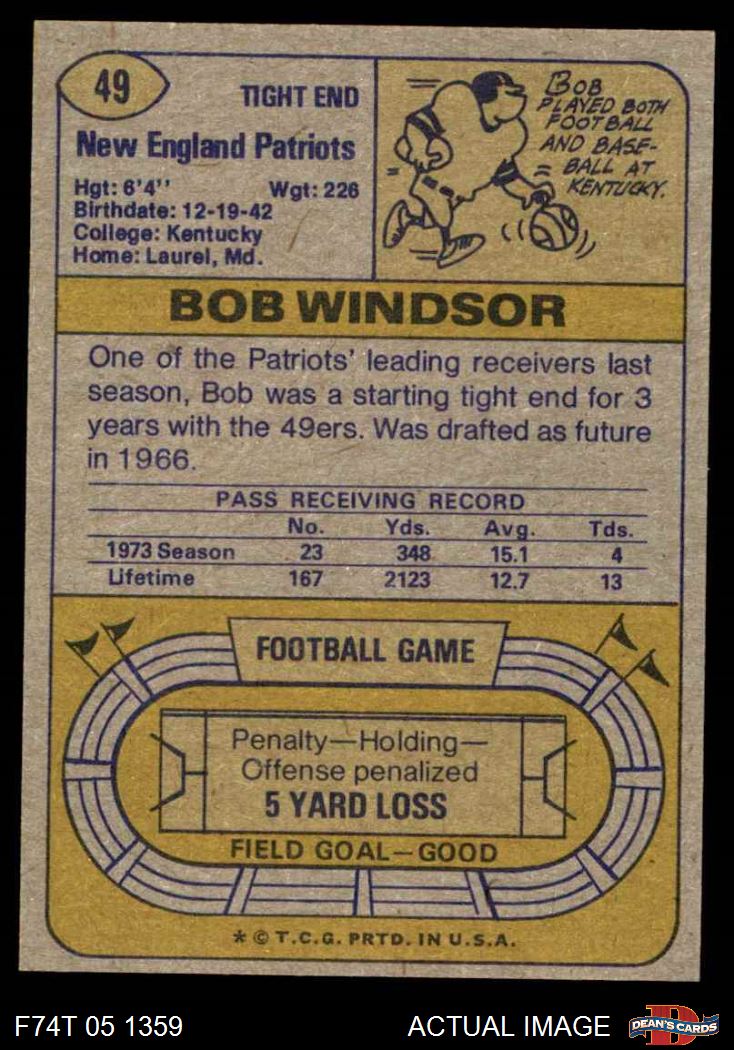 49
TIGHT END
New England Patriots
Hgt: 6'4'' Wgt: 226
Birthdate: 12-19-42
College: Kentucky
Home: Laurel, Md.
BOB
PLAYED BOTH
FOOTBALL
AND BASE-
BALL AT
KENTUCKY.
BOB WINDSOR
One of the Patriots' leading receivers last
season, Bob was a starting tight end for 3
years with the 49ers. Was drafted as future
in 1966.
PASS RECEIVING RECORD
No. Yds. Avg. Tds.
1973 Season 23 348 15.1 4
Lifetime 167 2123 12.7 13
FOOTBALL GAME
Penalty—Holding—
Offense penalized
5 YARD LOSS
FIELD GOAL—GOOD
* © T.C.G. PRTD. IN U.S.A.
F74T 05 1359 ACTUAL IMAGE
D
DEAN'S CARDS